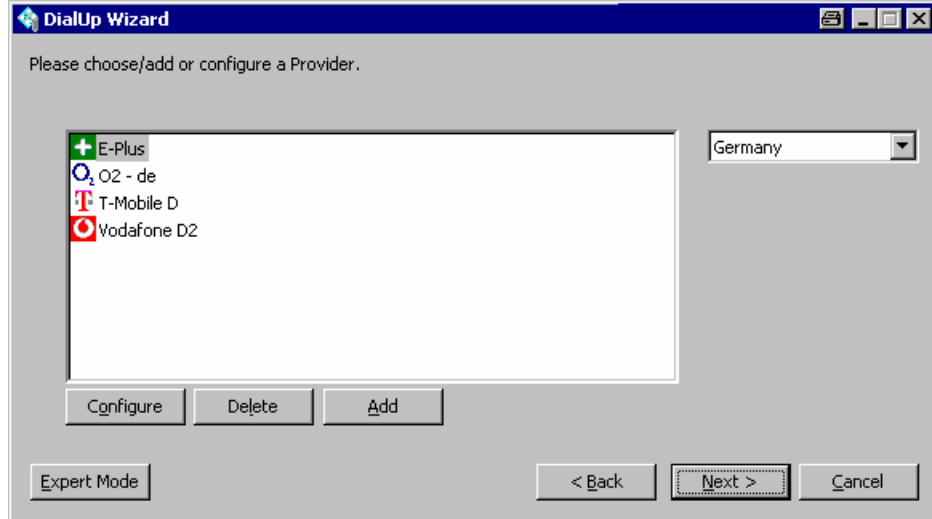 DialUp Wizard
Please choose/add or configure a Provider.
E-Plus
Germany
O2 - de
T-Mobile D
Vodafone D2
Configure Delete Add
Expert Mode < Back Next > Cancel